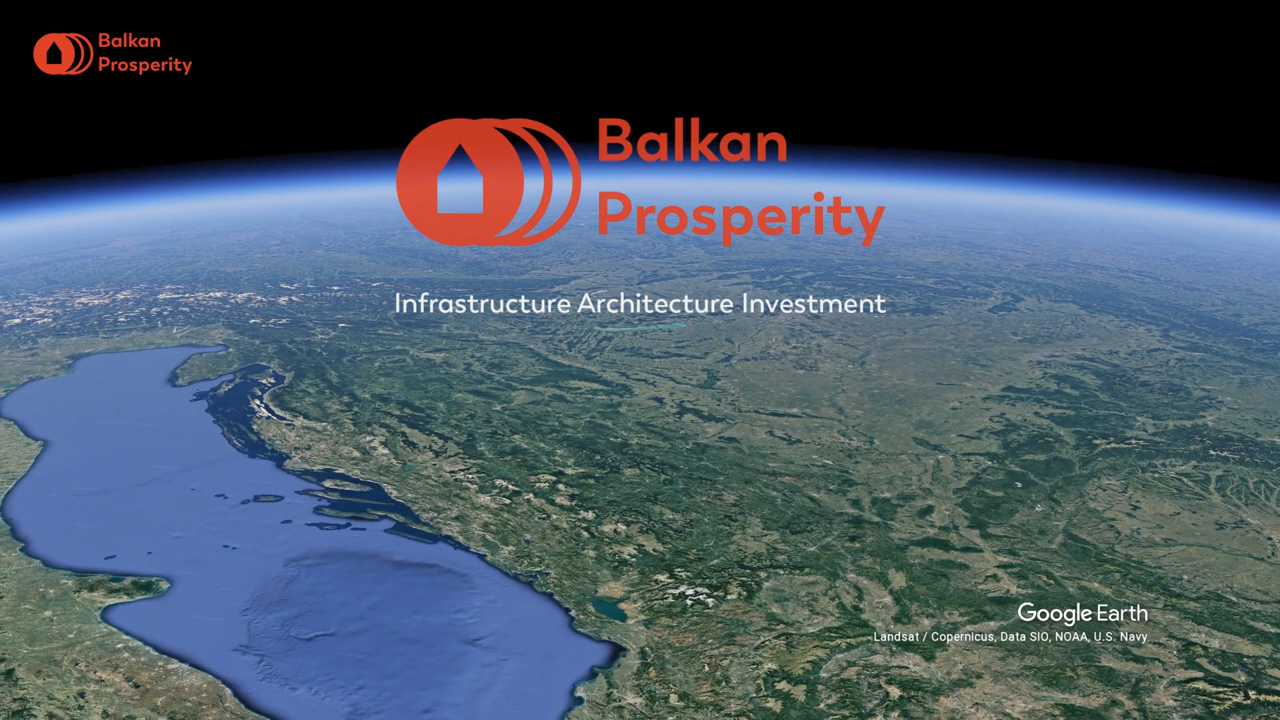 Balkan
Prosperity
Balkan
Prosperity
Infrastructure Architecture Investment
Google Earth
Landsat / Copernicus, Data SIO, NOAA, U.S. Navy